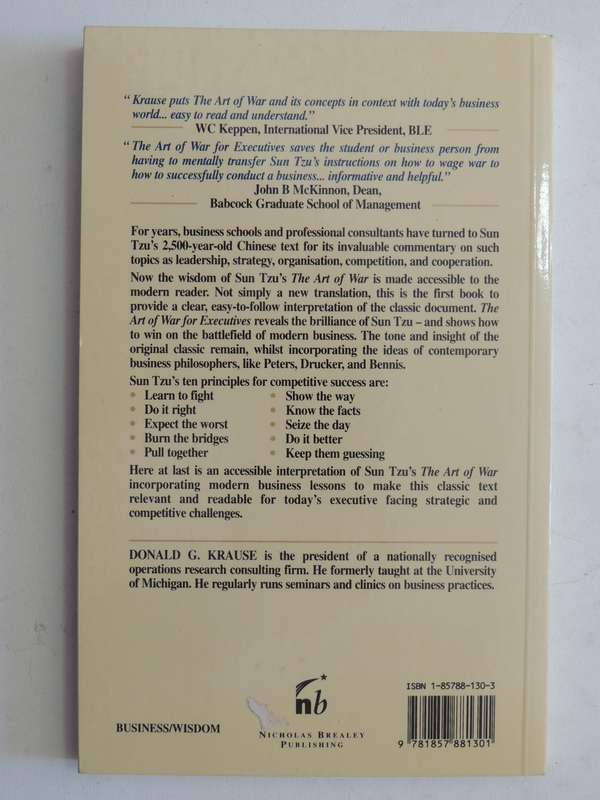 “ Krause puts The Art of War and its concepts in context with today’s business
world... easy to read and understand.”
WC Keppen, International Vice President, BLE
“ The Art of War for Executives saves the student or business person from
having to mentally transfer Sun Tzu’s instructions on how to wage war to
how to successfully conduct a business... informative and helpful.”
John B McKinnon, Dean,
Babcock Graduate School of Management
For years, business schools and professional consultants have turned to Sun
Tzu’s 2,500-year-old Chinese text for its invaluable commentary on such
topics as leadership, strategy, organisation, competition, and cooperation.
Now the wisdom of Sun Tzu’s The Art of War is made accessible to the
modern reader. Not simply a new translation, this is the first book to
provide a clear, easy-to-follow interpretation of the classic document. The
Art of War for Executives reveals the brilliance of Sun Tzu – and shows how
to win on the battlefield of modern business. The tone and insight of the
original classic remain, whilst incorporating the ideas of contemporary
business philosophers, like Peters, Drucker, and Bennis.
Sun Tzu’s ten principles for competitive success are:
• Learn to fight
• Do it right
• Expect the worst
• Burn the bridges
• Pull together
• Show the way
• Know the facts
• Seize the day
• Do it better
• Keep them guessing
Here at last is an accessible interpretation of Sun Tzu’s The Art of War
incorporating modern business lessons to make this classic text
relevant and readable for today’s executive facing strategic and
competitive challenges.
DONALD G. KRAUSE is the president of a nationally recognised
operations research consulting firm. He formerly taught at the University
of Michigan. He regularly runs seminars and clinics on business practices.
BUSINESS/WISDOM
nb
NICHOLAS BREALEY
PUBLISHING
ISBN 1-85788-130-3
9 781857 881301